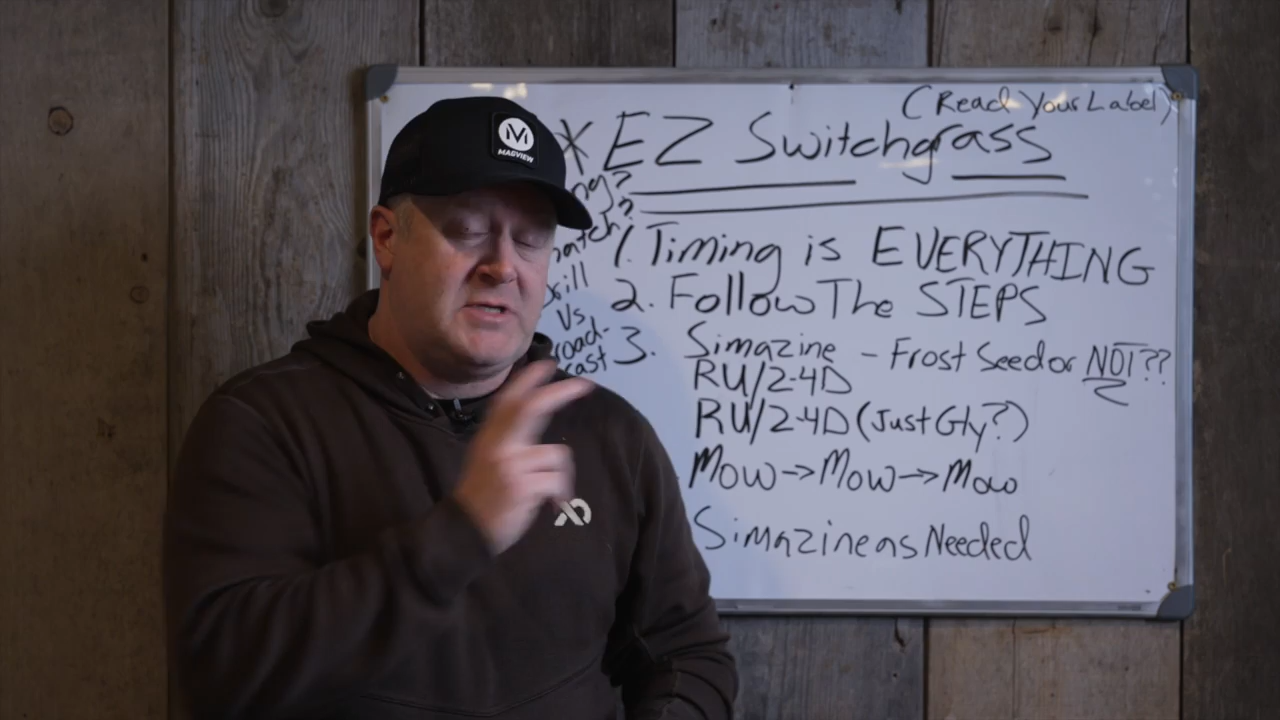 (Read Your Label)
* EZ Switchgrass
1. Timing is EVERYTHING
2. Follow The STEPS
3. Simazine - Frost Seed or NOT??
RU/2-4D
RU/2-4D (Just Gly?)
Mow→Mow→Mow
Simazine as Needed
Vs
M
MAGVIEW